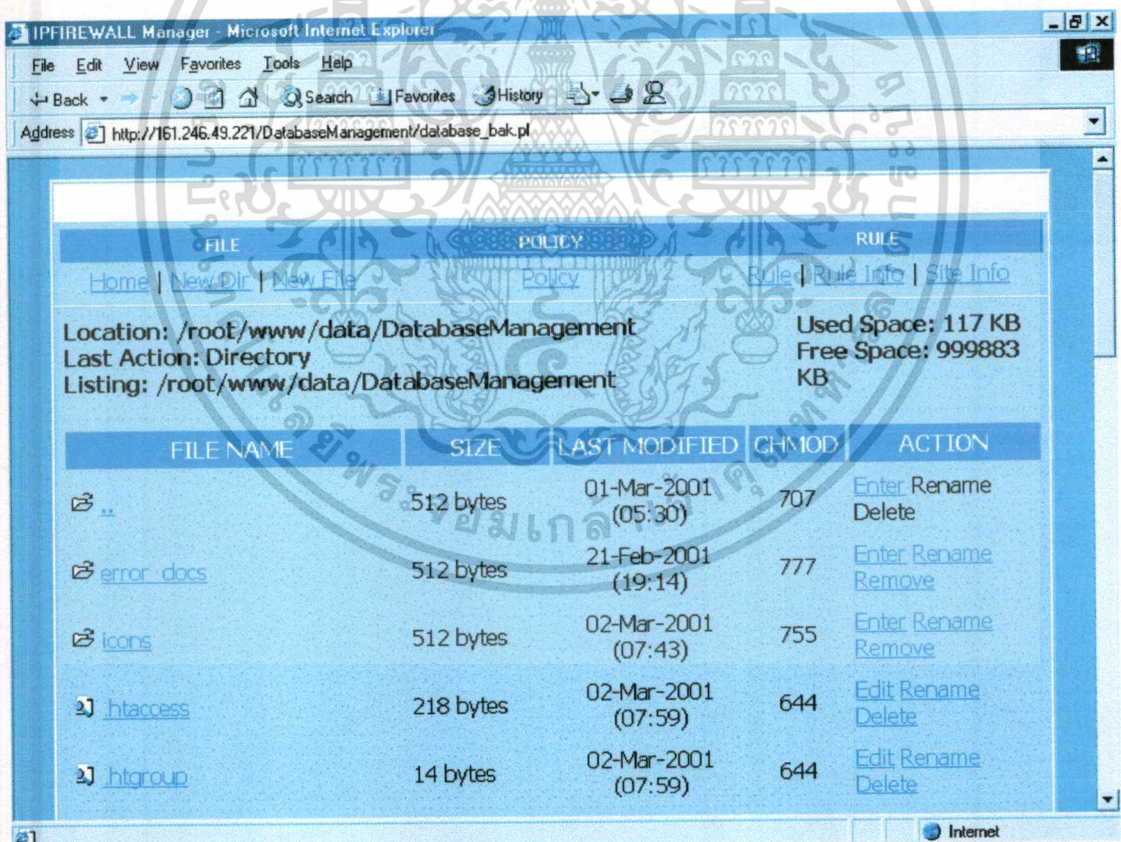 IPFIREWALL Manager - Microsoft Internet Explorer
File Edit View Favorites Tools Help
Back Search Favorites History
Address http://161.246.49.221/DatabaseManagement/database_bak.pl
FILE POLICY RULE
Home | New Dir | New File Policy Rule | Rule Info | Site Info
Location: /root/www/data/DatabaseManagement
Last Action: Directory
Listing: /root/www/data/DatabaseManagement
Used Space: 117 KB
Free Space: 999883
KB
FILE NAME SIZE LAST MODIFIED CHMOD ACTION
.. 512 bytes 01-Mar-2001 (05:30) 707 Enter Rename Delete
error_docs 512 bytes 21-Feb-2001 (19:14) 777 Enter Rename Remove
icons 512 bytes 02-Mar-2001 (07:43) 755 Enter Rename Remove
.htaccess 218 bytes 02-Mar-2001 (07:59) 644 Edit Rename Delete
.htgroup 14 bytes 02-Mar-2001 (07:59) 644 Edit Rename Delete
Internet